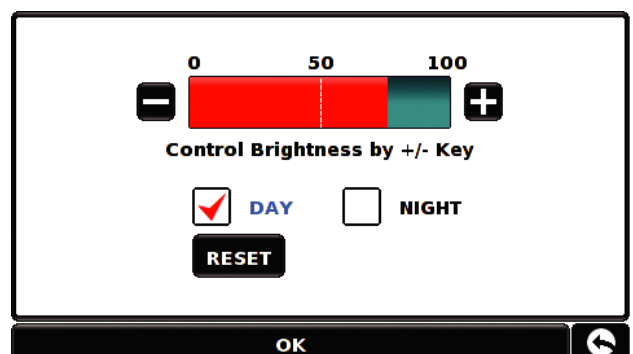 0 50 100
Control Brightness by +/- Key
DAY NIGHT
RESET
OK